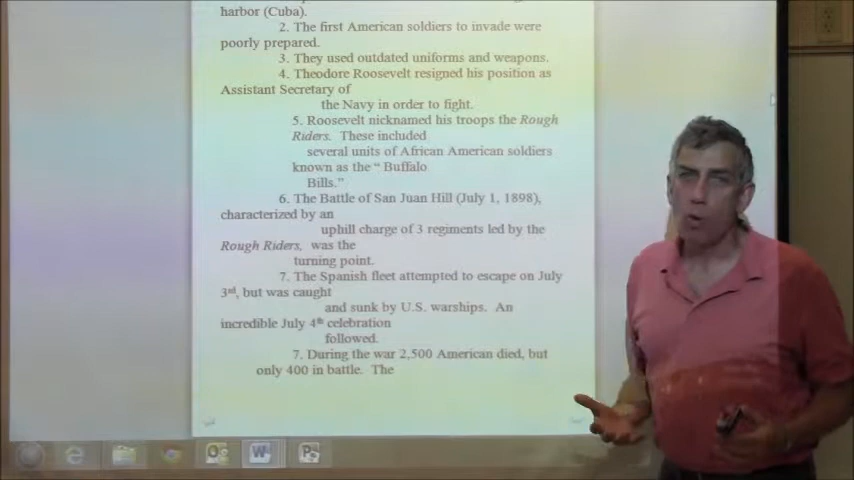 harbor (Cuba).
2. The first American soldiers to invade were
poorly prepared.
3. They used outdated uniforms and weapons.
4. Theodore Roosevelt resigned his position as
Assistant Secretary of
the Navy in order to fight.
5. Roosevelt nicknamed his troops the Rough
Riders. These included
several units of African American soldiers
known as the " Buffalo
Bills."
6. The Battle of San Juan Hill (July 1, 1898),
characterized by an
uphill charge of 3 regiments led by the
Rough Riders, was the
turning point.
7. The Spanish fleet attempted to escape on July
3rd, but was caught
and sunk by U.S. warships. An
incredible July 4th celebration
followed.
7. During the war 2,500 American died, but
only 400 in battle. The